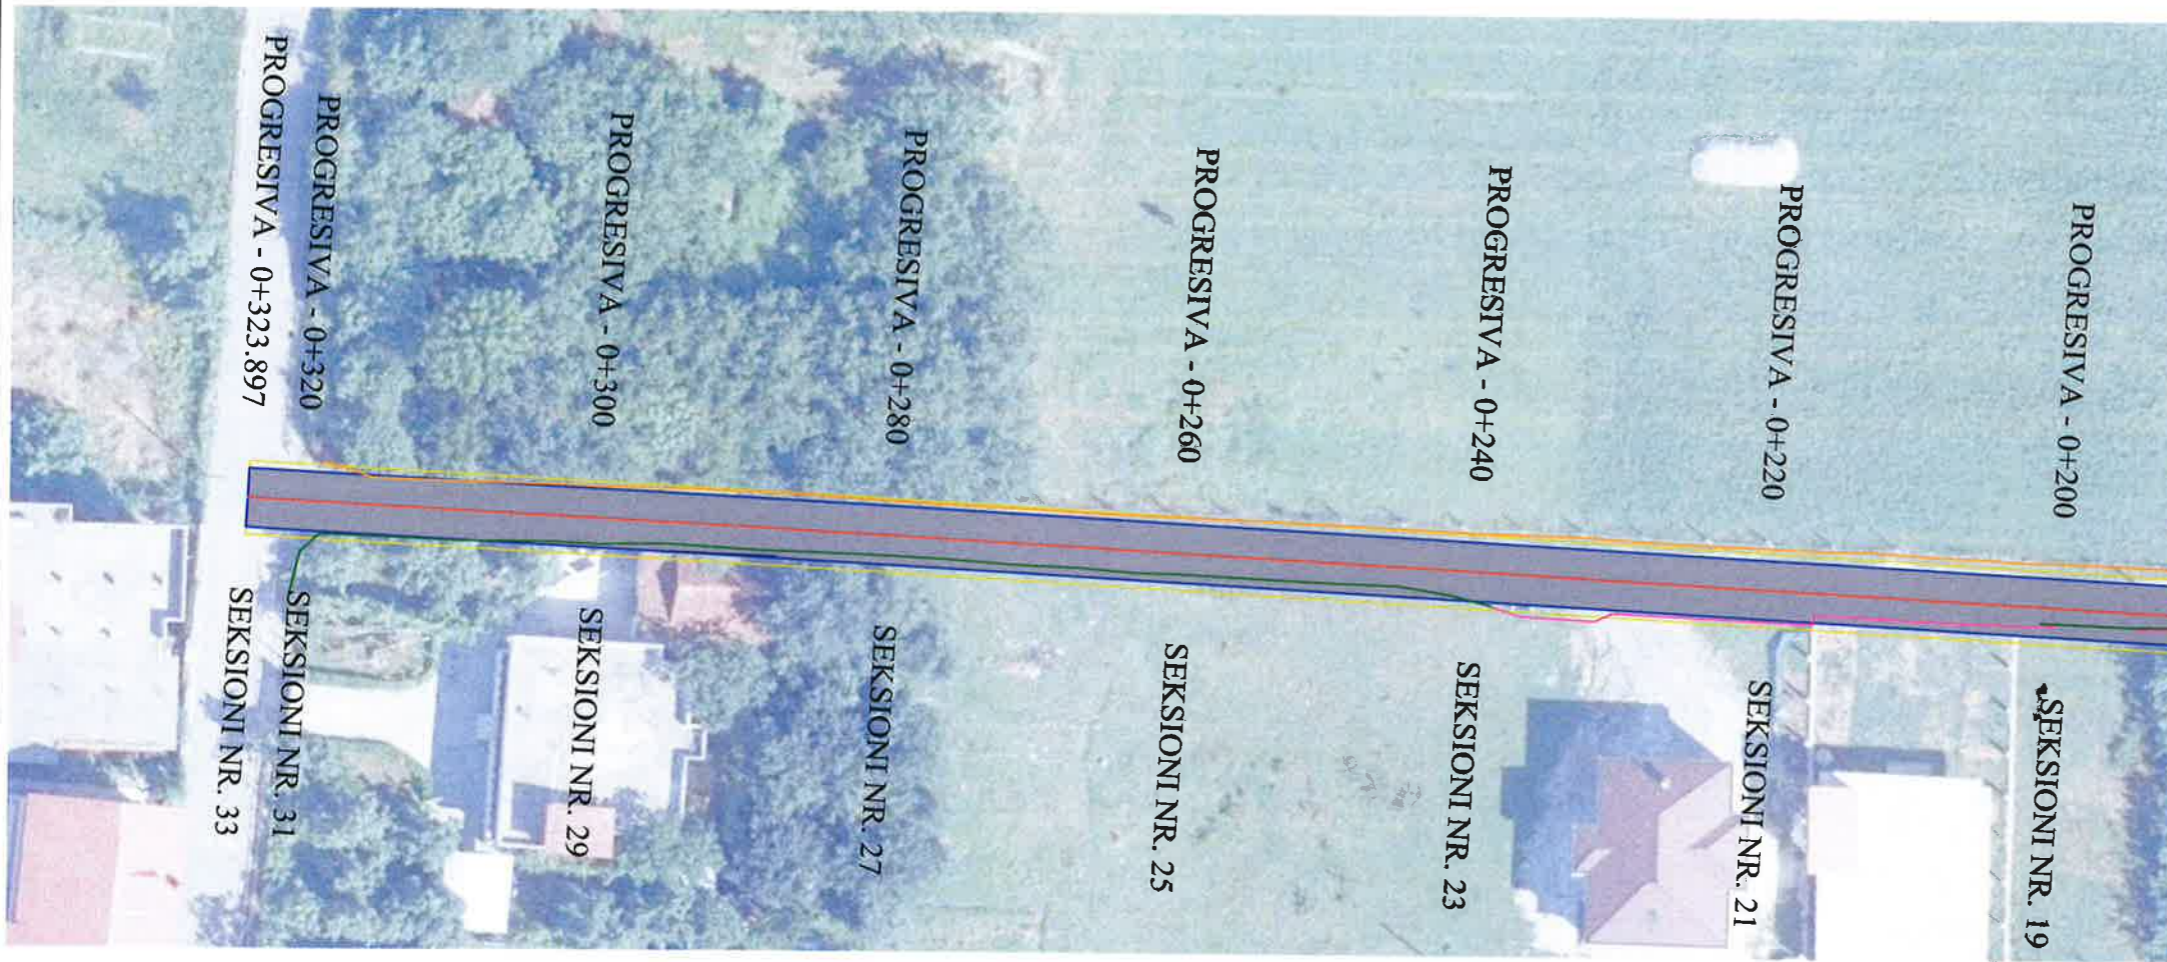 PROGRESIVA - 0+323.897
PROGRESIVA - 0+320
PROGRESIVA - 0+300
PROGRESIVA - 0+280
PROGRESIVA - 0+260
PROGRESIVA - 0+240
PROGRESIVA - 0+220
PROGRESIVA - 0+200
SEKSIONI NR. 33
SEKSIONI NR. 31
SEKSIONI NR. 29
SEKSIONI NR. 27
SEKSIONI NR. 25
SEKSIONI NR. 23
SEKSIONI NR. 21
SEKSIONI NR. 19